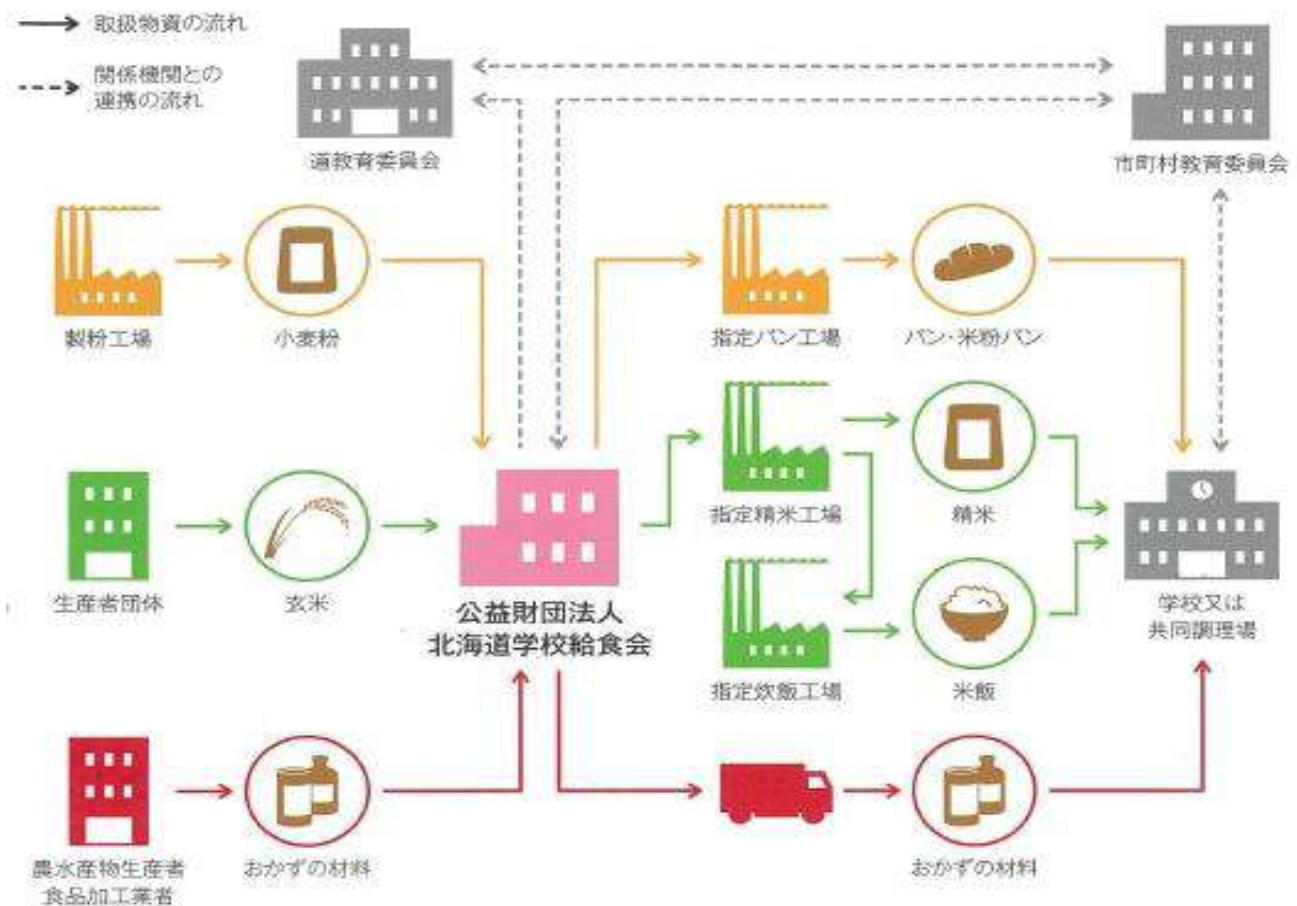 取扱物資の流れ
関係機関との
連携の流れ
道教育委員会
市町村教育委員会
製粉工場
小麦粉
指定パン工場
パン・米粉パン
指定精米工場
精米
生産者団体
玄米
公益財団法人
北海道学校給食会
学校又は
共同調理場
指定炊飯工場
米飯
農水産物生産者
食品加工業者
おかずの材料
おかずの材料